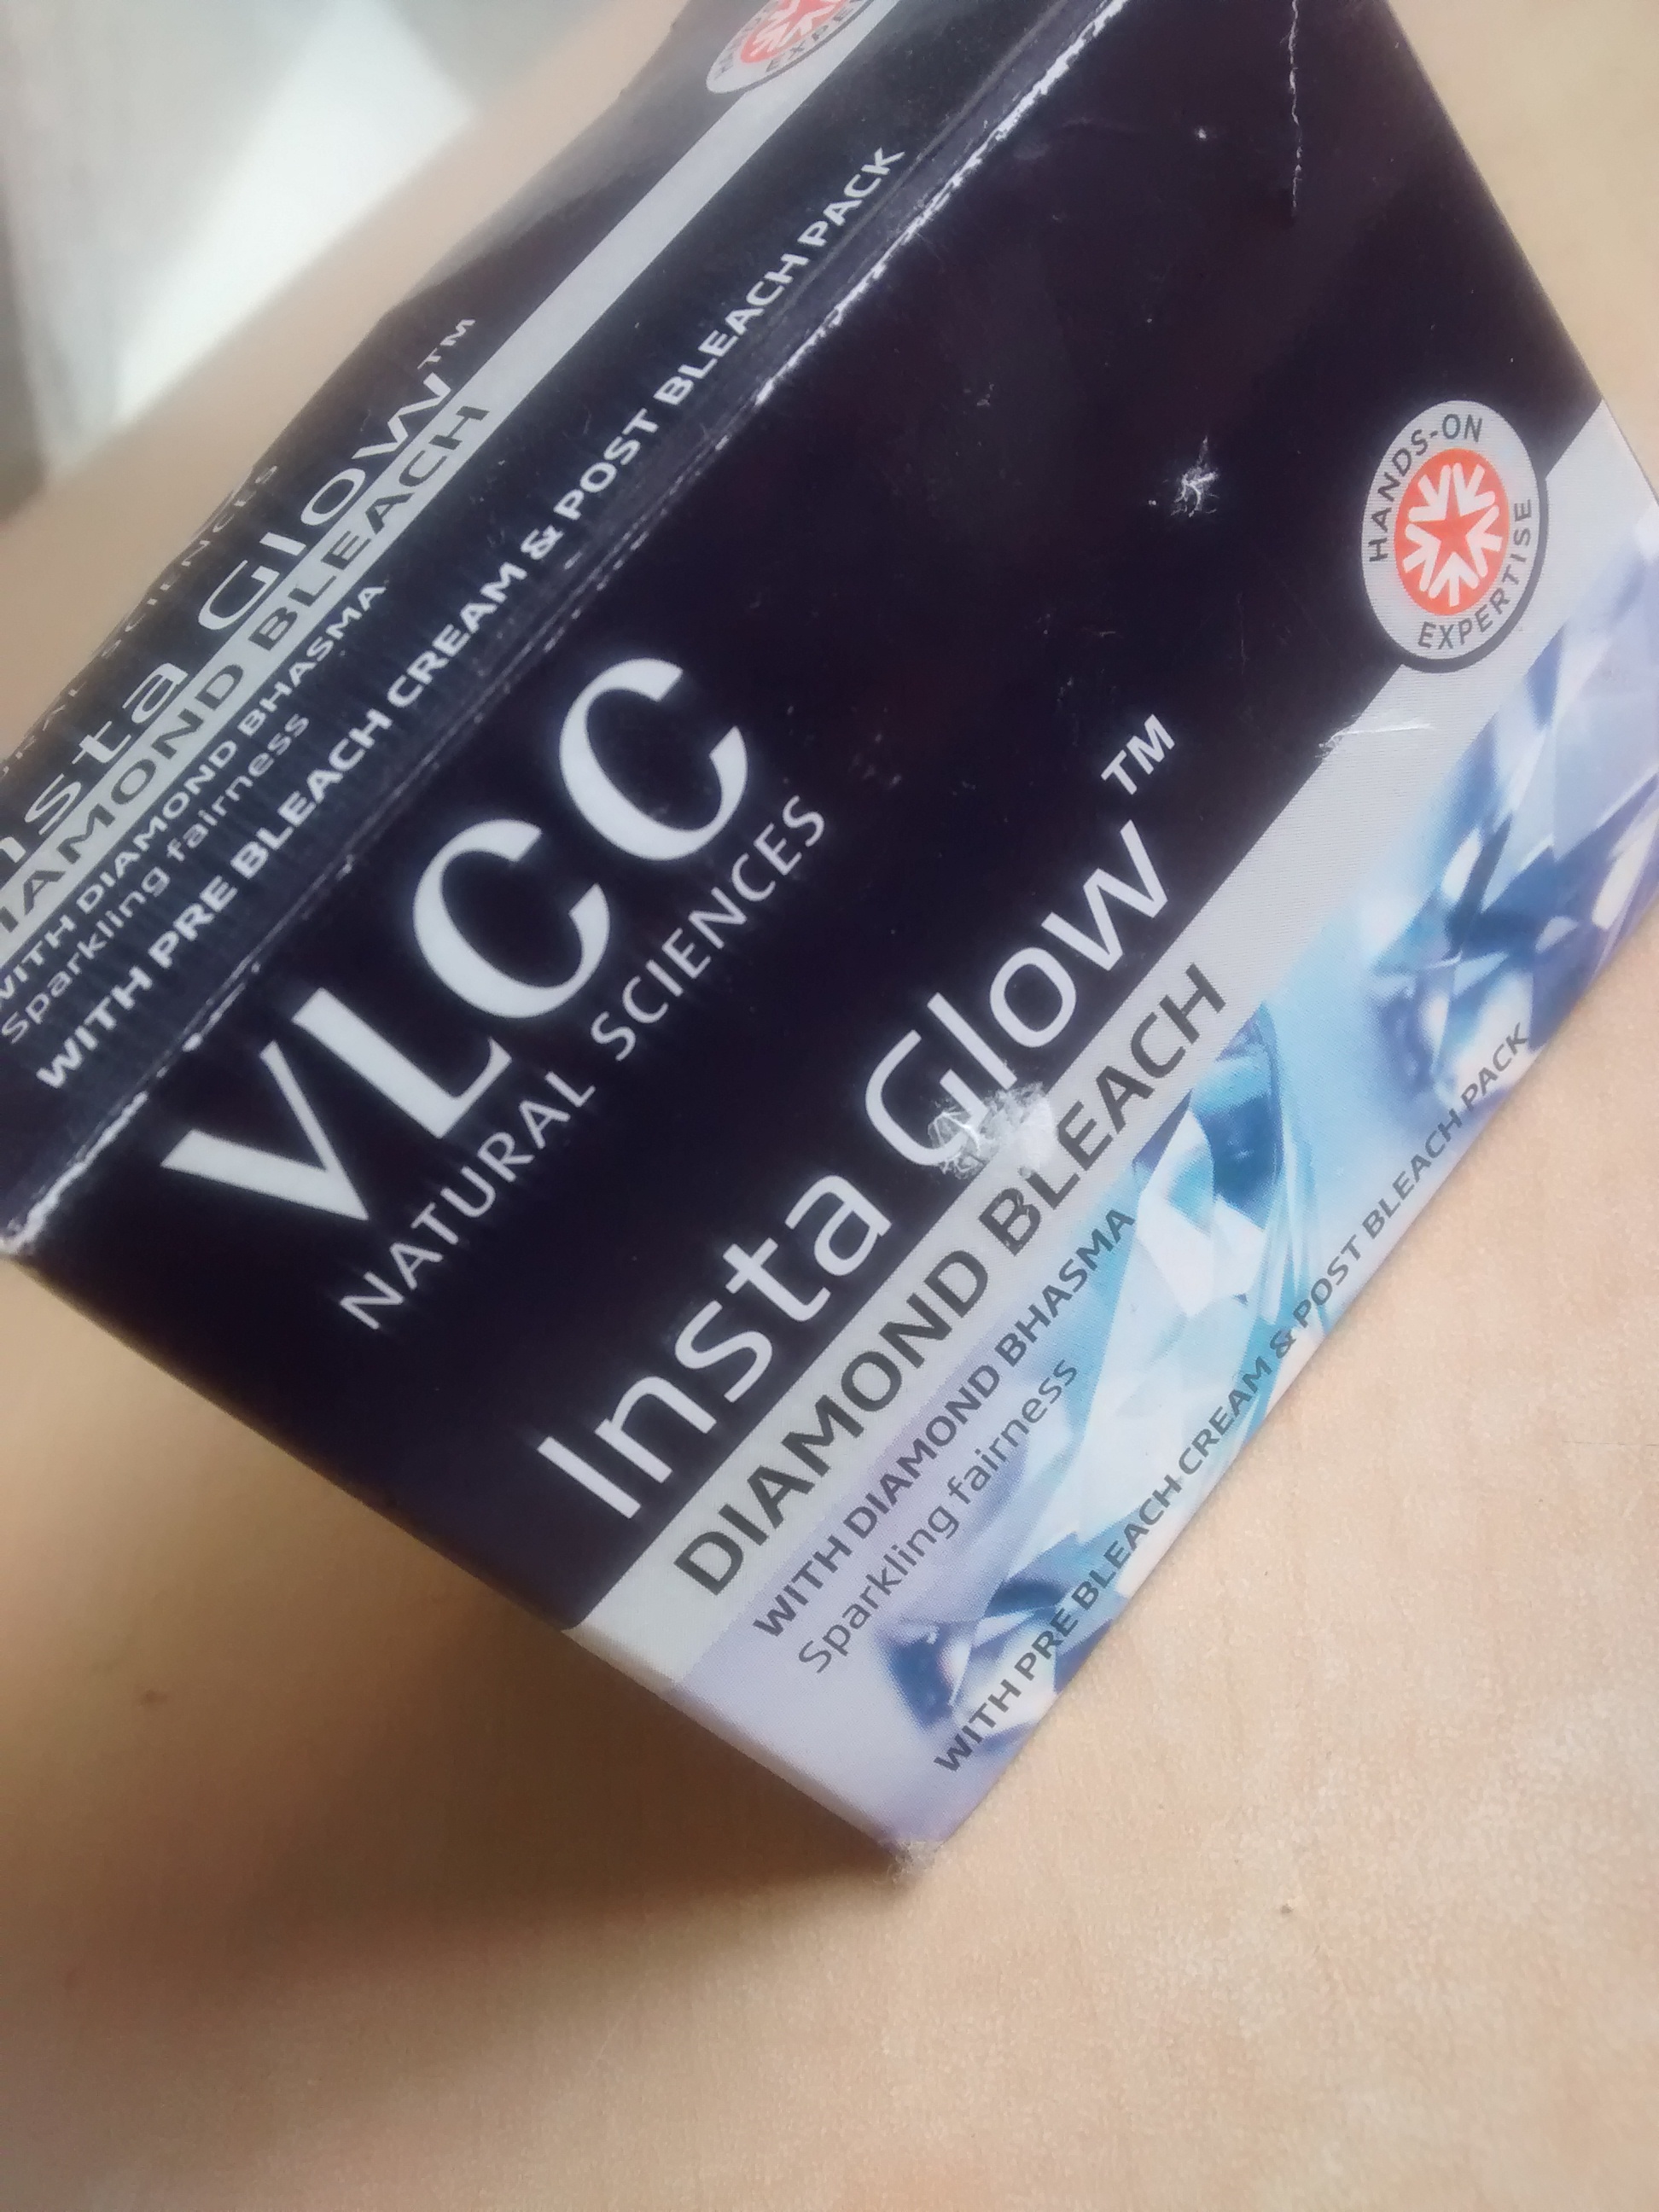 EXPE
SCIENCES
Insta Glow™
DIAMOND BLEACH
WITH DIAMOND BHASMA
Sparkling fairness
WITH PRE BLEACH CREAM & POST BLEACH PACK
VLCC
NATURAL SCIENCES
HANDS-ON
EXPERTISE
Insta Glow™
DIAMOND BLEACH
WITH DIAMOND BHASMA
Sparkling fairness
WITH PRE BLEACH CREAM & POST BLEACH PACK